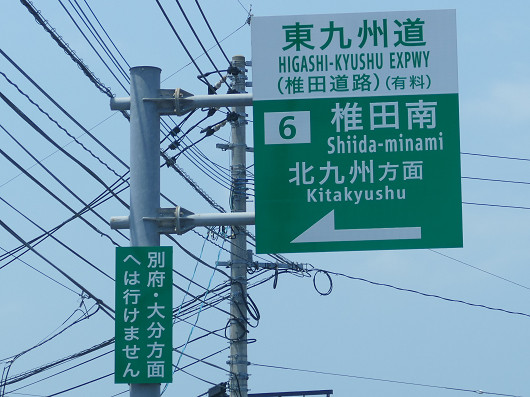 東九州道
HIGASHI-KYUSHU EXPWY
(椎田道路)(有料)
6 椎田南
Shiida-minami
北九州方面
Kitakyushu
別府・大分方面
へは行けません